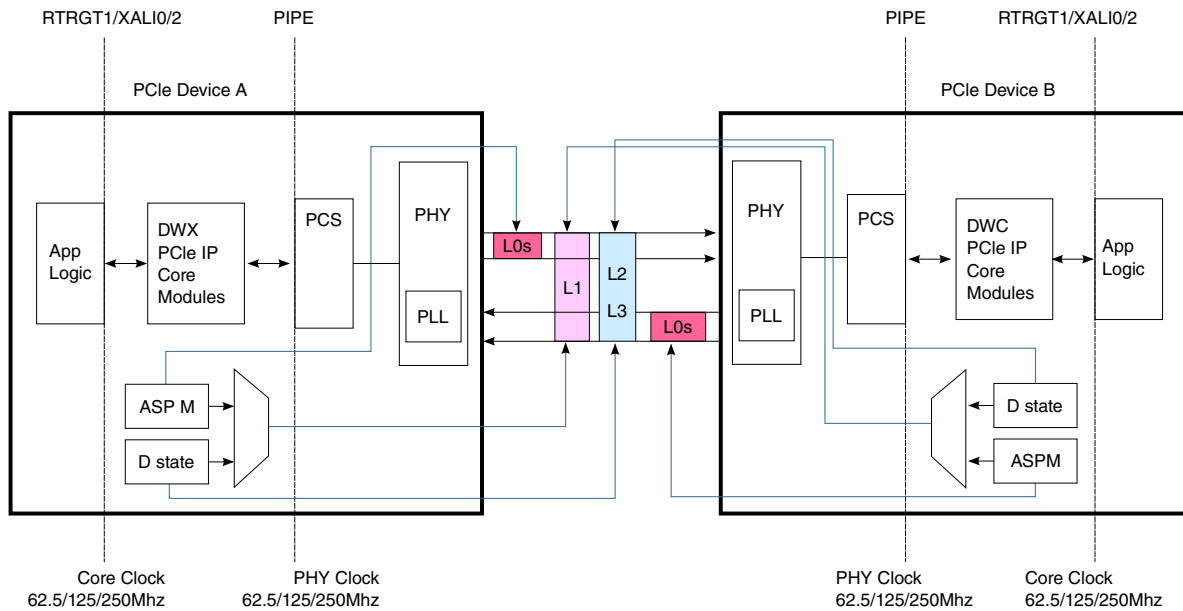 RTRGT1/XALI0/2
PIPE
PIPE
RTRGT1/XALI0/2
PCIe Device A
PCIe Device B
App
Logic
DWX
PCIe IP
Core
Modules
PCS
PHY
PLL
L0s
L1
L2
L3
L0s
PHY
PLL
PCS
DWC
PCIe IP
Core
Modules
App
Logic
ASP M
D state
D state
ASPM
Core Clock
62.5/125/250Mhz
PHY Clock
62.5/125/250Mhz
PHY Clock
62.5/125/250Mhz
Core Clock
62.5/125/250Mhz